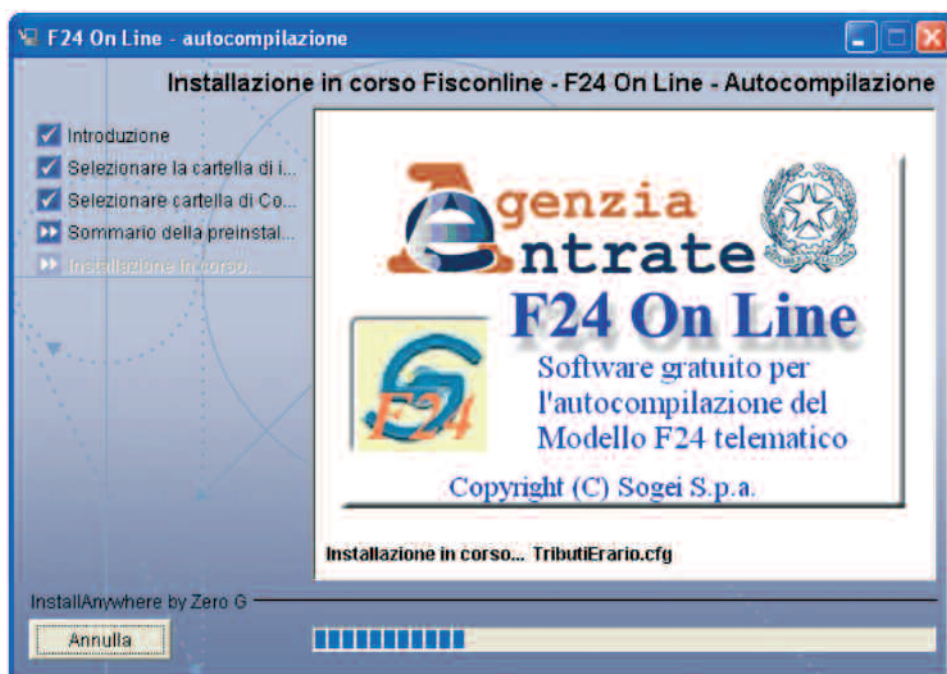 F24 On Line - autocompilazione
Installazione in corso Fisconline - F24 On Line - Autocompilazione
Introduzione
Selezionare la cartella di i...
Selezionare cartella di Co...
Sommario della preinstal...
Installazione in corso...
Agenzia
Entrate
F24 On Line
F24
Software gratuito per
l'autocompilazione del
Modello F24 telematico
Copyright (C) Sogei S.p.a.
Installazione in corso... TributiErario.cfg
InstallAnywhere by Zero G
Annulla